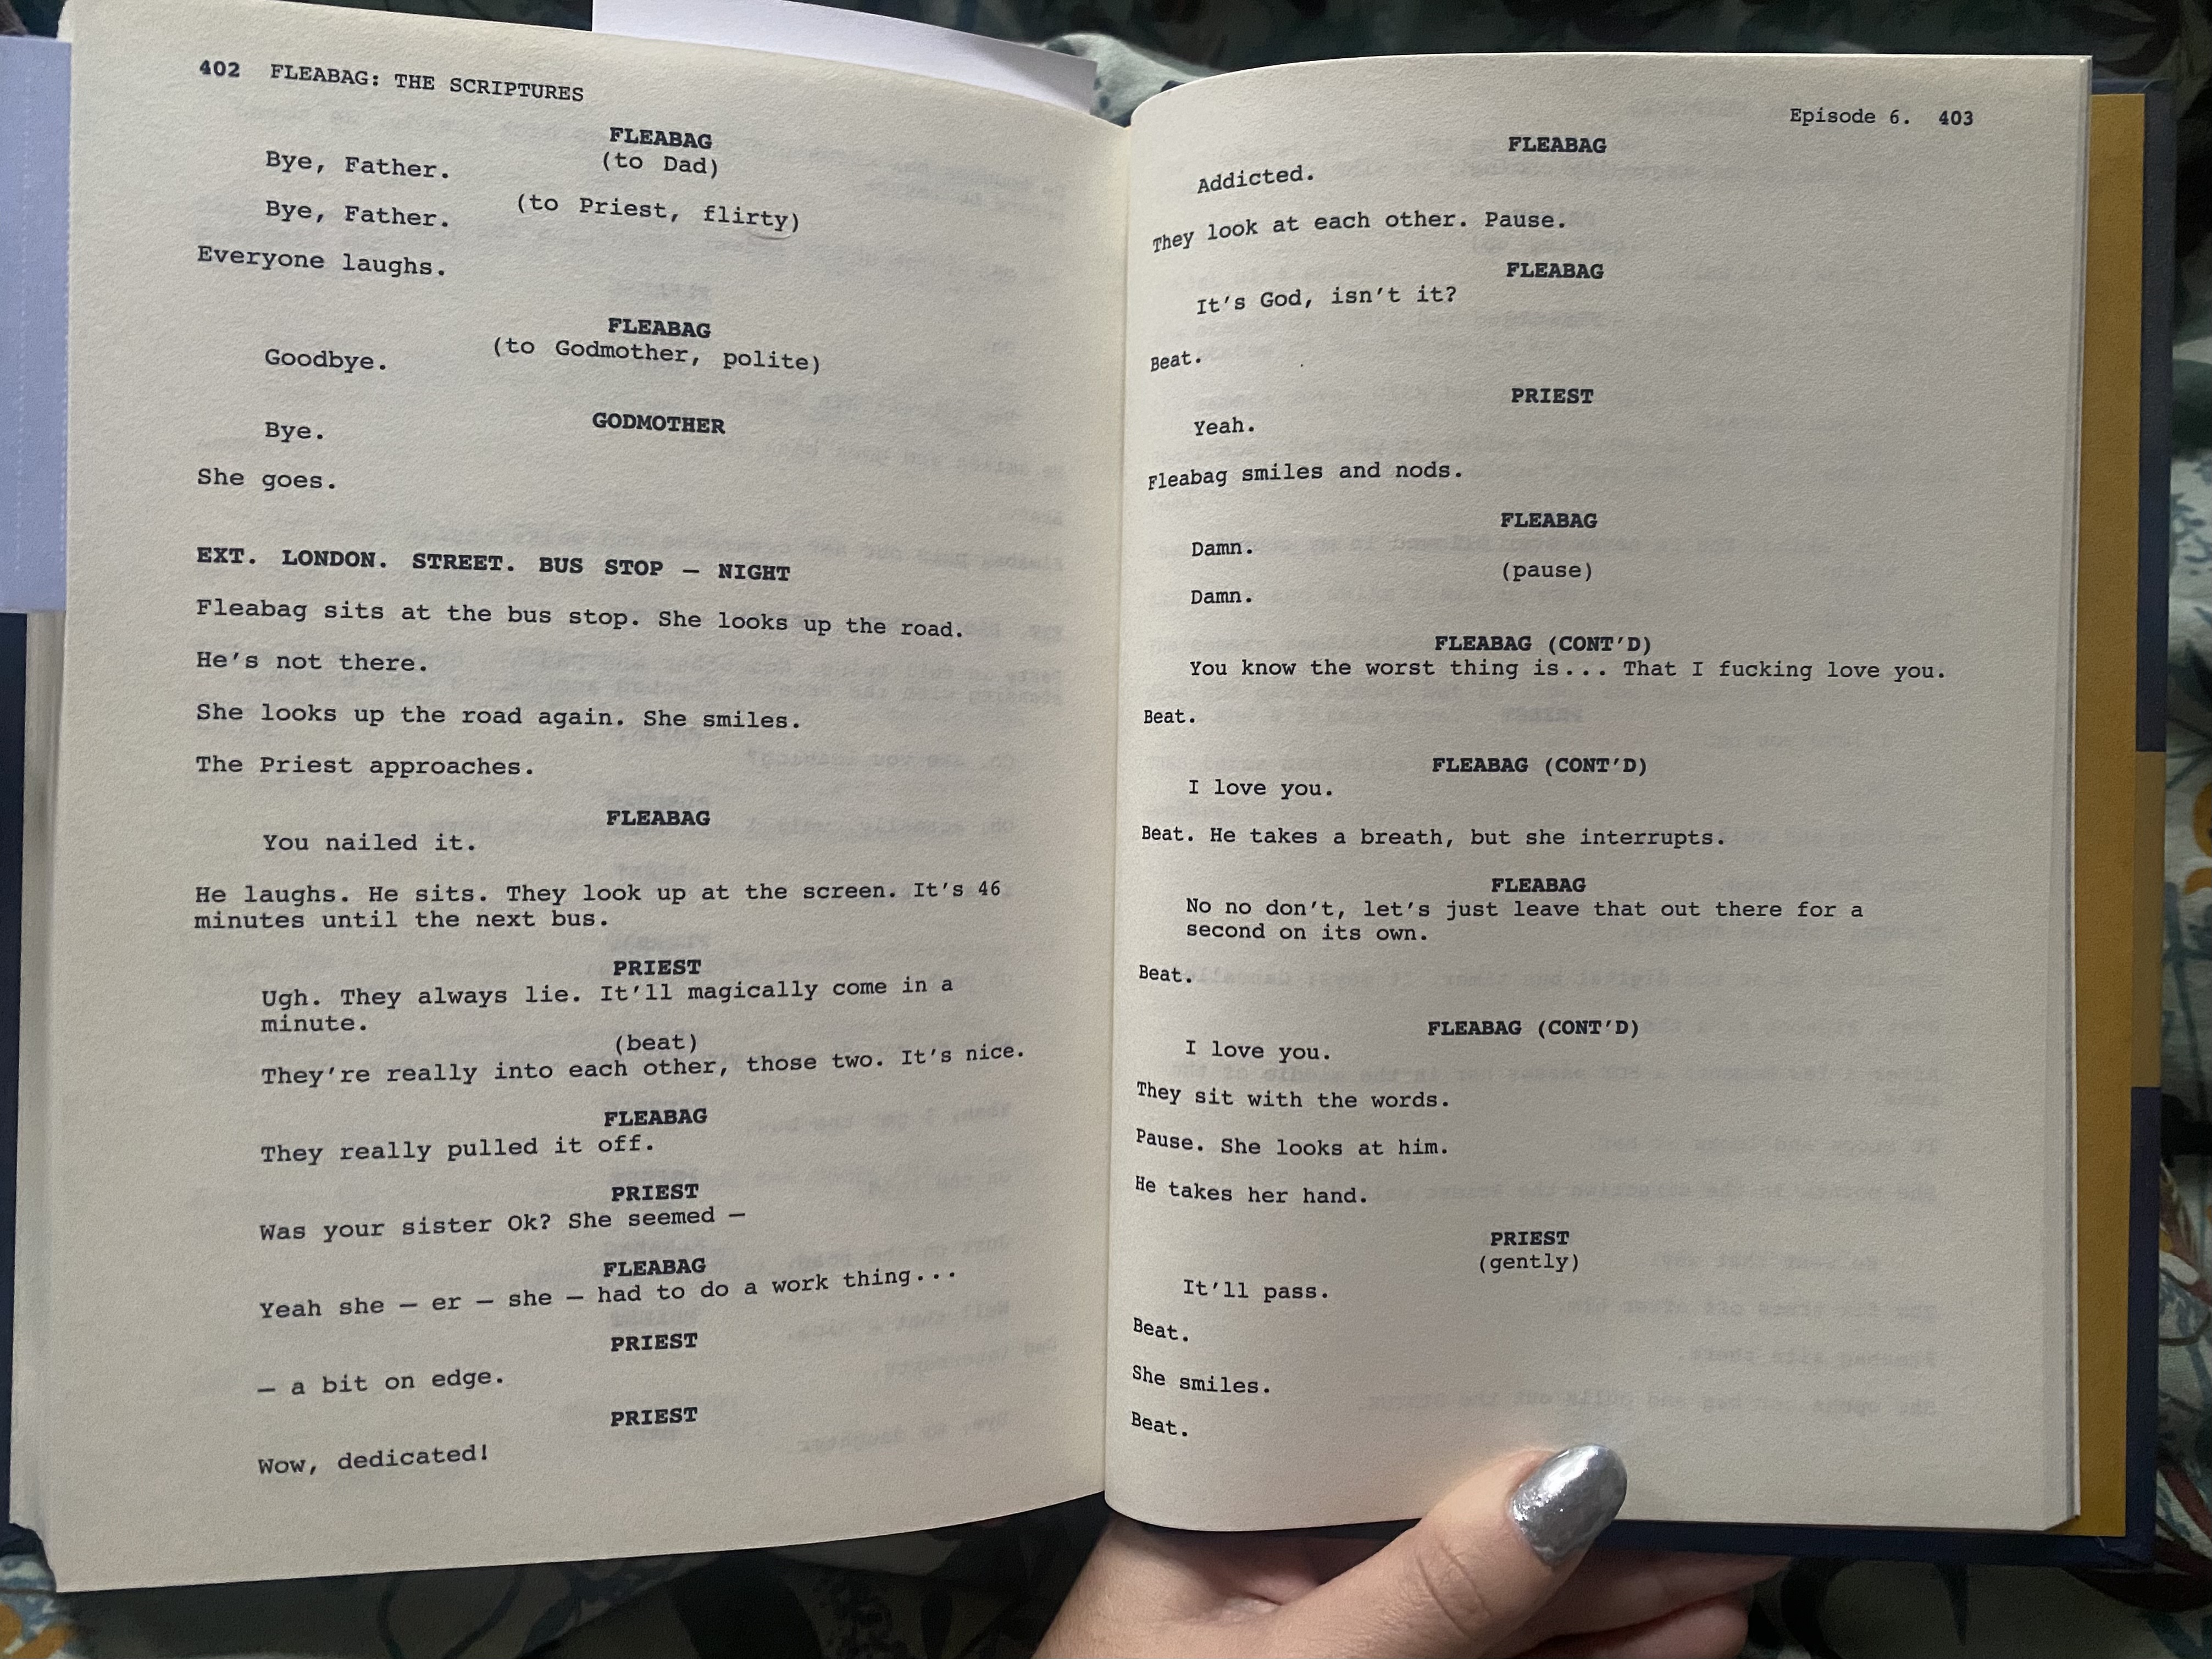 402 FLEABAG: THE SCRIPTURES
FLEABAG
(to Dad)
Bye, Father.
(to Priest, flirty)
Bye, Father.
Everyone laughs.
FLEABAG
(to Godmother, polite)
Goodbye.
GODMOTHER
Bye.
She goes.
EXT. LONDON. STREET. BUS STOP — NIGHT
Fleabag sits at the bus stop. She looks up the road.
He's not there.
She looks up the road again. She smiles.
The Priest approaches.
FLEABAG
You nailed it.
He laughs. He sits. They look up at the screen. It's 46
minutes until the next bus.
PRIEST
Ugh. They always lie. It'll magically come in a
minute.
(beat)
They're really into each other, those two. It's nice.
FLEABAG
They really pulled it off.
PRIEST
Was your sister Ok? She seemed —
FLEABAG
Yeah she — er — she — had to do a work thing...
PRIEST
— a bit on edge.
PRIEST
Wow, dedicated!
Episode 6. 403
FLEABAG
Addicted.
They look at each other. Pause.
FLEABAG
It's God, isn't it?
Beat.
PRIEST
Yeah.
Fleabag smiles and nods.
FLEABAG
Damn.
(pause)
Damn.
FLEABAG (CONT'D)
You know the worst thing is... That I fucking love you.
Beat.
FLEABAG (CONT'D)
I love you.
Beat. He takes a breath, but she interrupts.
FLEABAG
No no don't, let's just leave that out there for a
second on its own.
Beat.
FLEABAG (CONT'D)
I love you.
They sit with the words.
Pause. She looks at him.
He takes her hand.
PRIEST
(gently)
It'll pass.
Beat.
She smiles.
Beat.